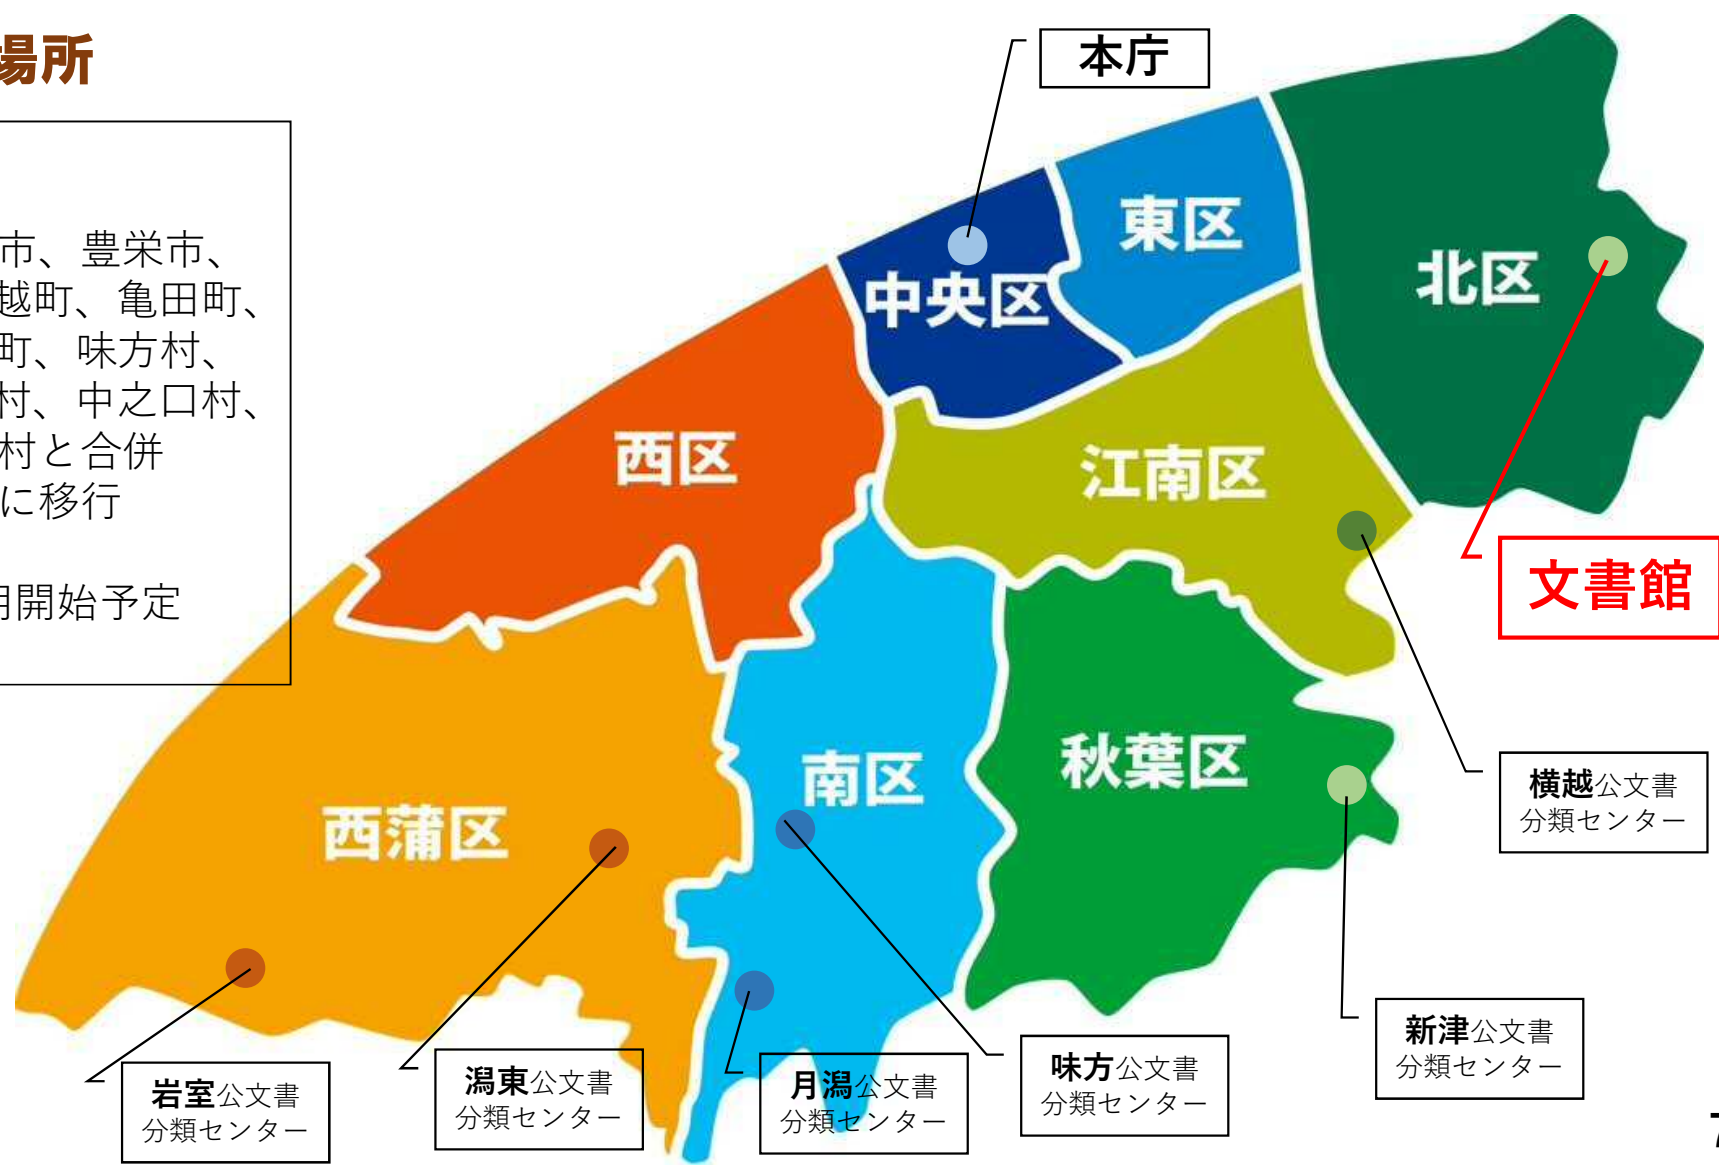 場所
本庁
市、豊栄市、
越町、亀田町、
町、味方村、
村、中之口村、
村と合併
に移行
開始予定
東区
中央区
北区
西区
江南区
文書館
南区
秋葉区
西蒲区
横越公文書
分類センター
新津公文書
分類センター
味方公文書
分類センター
月潟公文書
分類センター
潟東公文書
分類センター
岩室公文書
分類センター